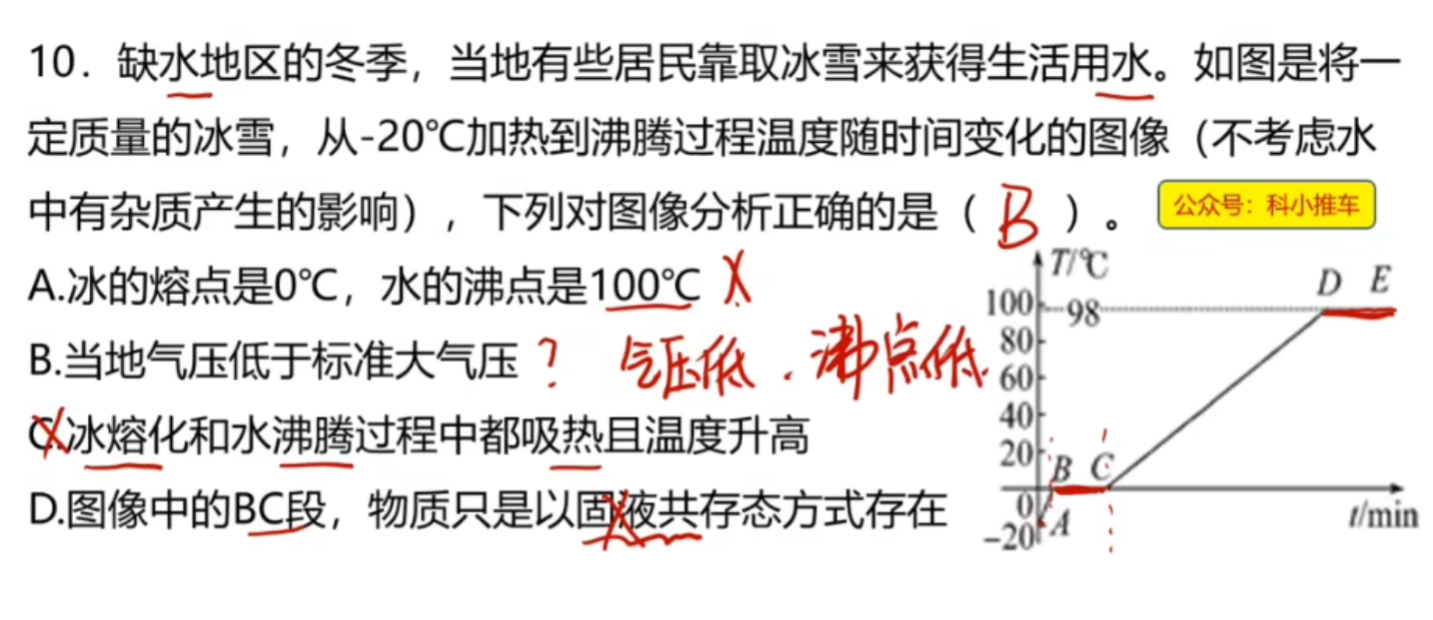 10．缺水地区的冬季，当地有些居民靠取冰雪来获得生活用水。如图是将一
定质量的冰雪，从-20℃加热到沸腾过程温度随时间变化的图像（不考虑水
中有杂质产生的影响），下列对图像分析正确的是（ B ）。
公众号：科小推车
A.冰的熔点是0℃，水的沸点是100℃ X
B.当地气压低于标准大气压 ? 气压低．沸点低.
C.冰熔化和水沸腾过程中都吸热且温度升高
D.图像中的BC段，物质只是以固液共存态方式存在
T/℃
D E
100
98
80
60
40
20
B C
0
A
-20
t/min